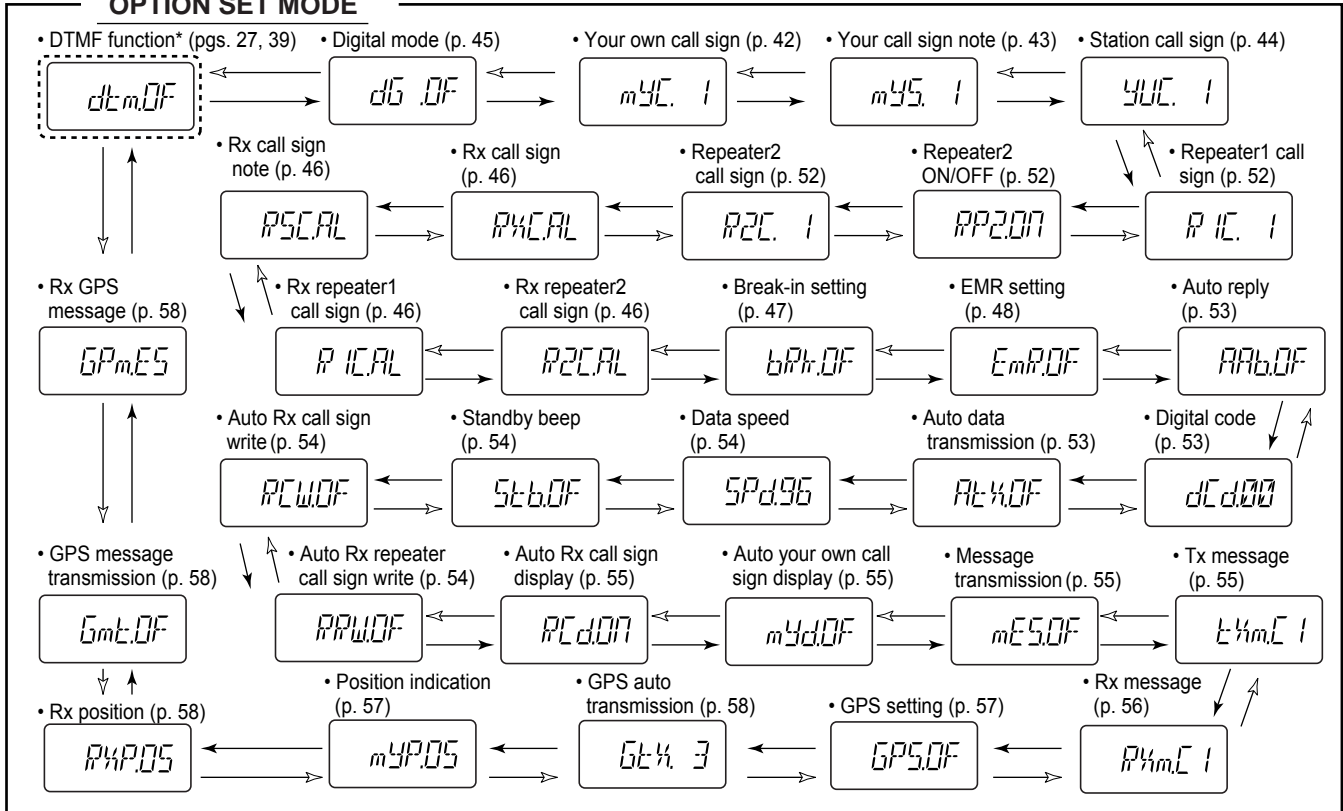 OPTION SET MODE
• DTMF function* (pgs. 27, 39)
• Digital mode (p. 45)
• Your own call sign (p. 42)
• Your call sign note (p. 43)
• Station call sign (p. 44)
dtm.OF
dG .OF
mYC. 1
mYS. 1
YUC. 1
• Rx call sign
note (p. 46)
• Rx call sign
(p. 46)
• Repeater2
call sign (p. 52)
• Repeater2
ON/OFF (p. 52)
• Repeater1 call
sign (p. 52)
RSC.AL
RXC.AL
R2C. 1
RP2.ON
R1C. 1
• Rx GPS
message (p. 58)
• Rx repeater1
call sign (p. 46)
• Rx repeater2
call sign (p. 46)
• Break-in setting
(p. 47)
• EMR setting
(p. 48)
• Auto reply
(p. 53)
GPm.ES
R1C.AL
R2C.AL
bRk.OF
EmR.OF
AAb.OF
• Auto Rx call sign
write (p. 54)
• Standby beep
(p. 54)
• Data speed
(p. 54)
• Auto data
transmission (p. 53)
• Digital code
(p. 53)
RCW.OF
Stb.OF
SPd.96
AtX.OF
dCd.00
• GPS message
transmission (p. 58)
• Auto Rx repeater
call sign write (p. 54)
• Auto Rx call sign
display (p. 55)
• Auto your own call
sign display (p. 55)
• Message
transmission (p. 55)
• Tx message
(p. 55)
Gmt.OF
RRW.OF
RCd.ON
mYd.OF
mES.OF
tXm.C1
• Rx position (p. 58)
• Position indication
(p. 57)
• GPS auto
transmission (p. 58)
• GPS setting (p. 57)
• Rx message
(p. 56)
RXP.OS
mYP.OS
GtX. 3
GPS.OF
RXm.C1